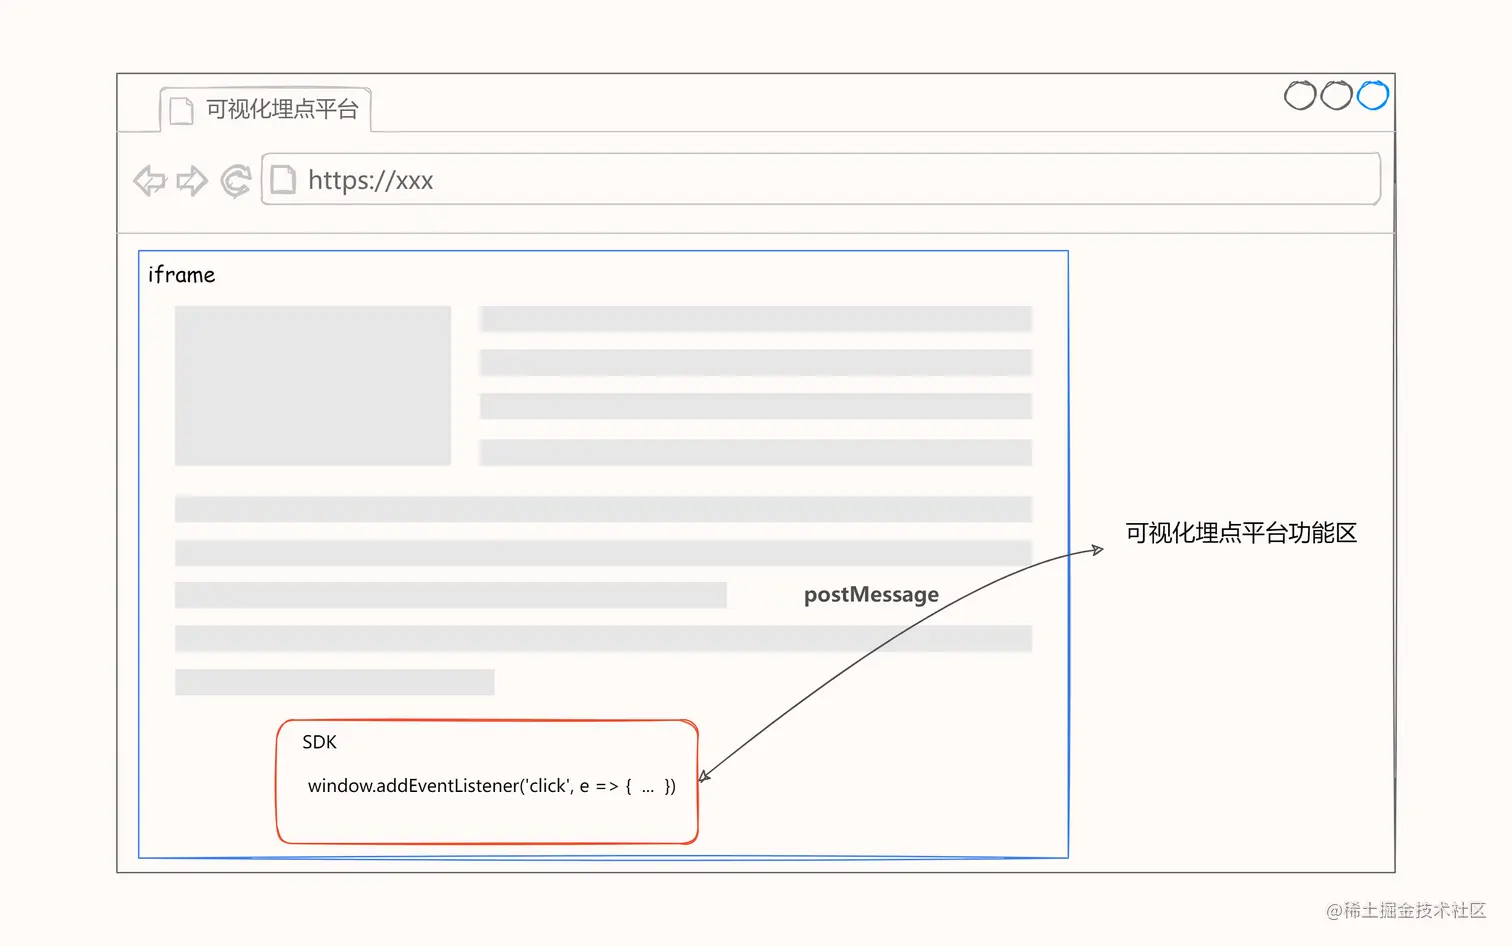 可视化埋点平台
https://xxx
iframe
可视化埋点平台功能区
postMessage
SDK
window.addEventListener('click', e => { ... })
@稀土掘金技术社区